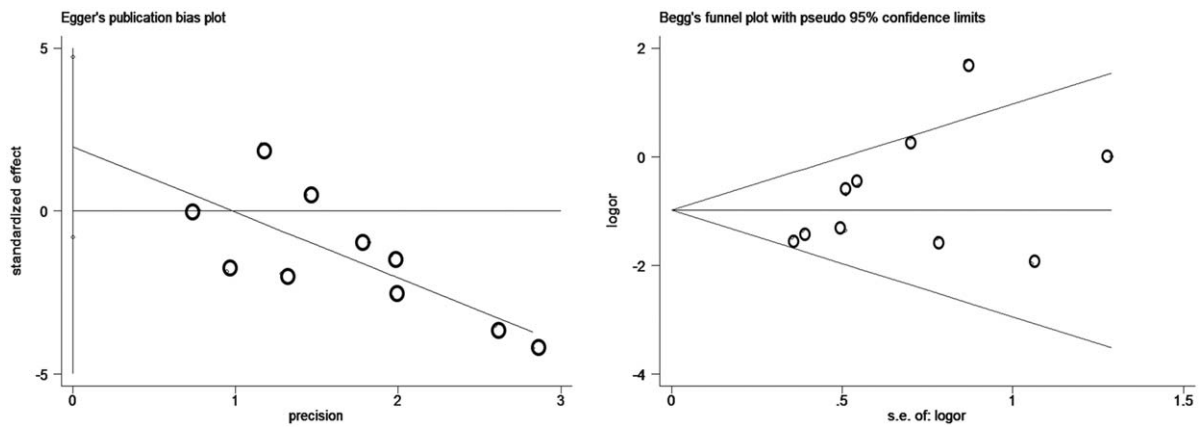 Egger's publication bias plot
5
0
-5
standardized effect
0
1
2
3
precision
Begg's funnel plot with pseudo 95% confidence limits
2
0
-2
-4
logor
0
.5
1
1.5
s.e. of: logor